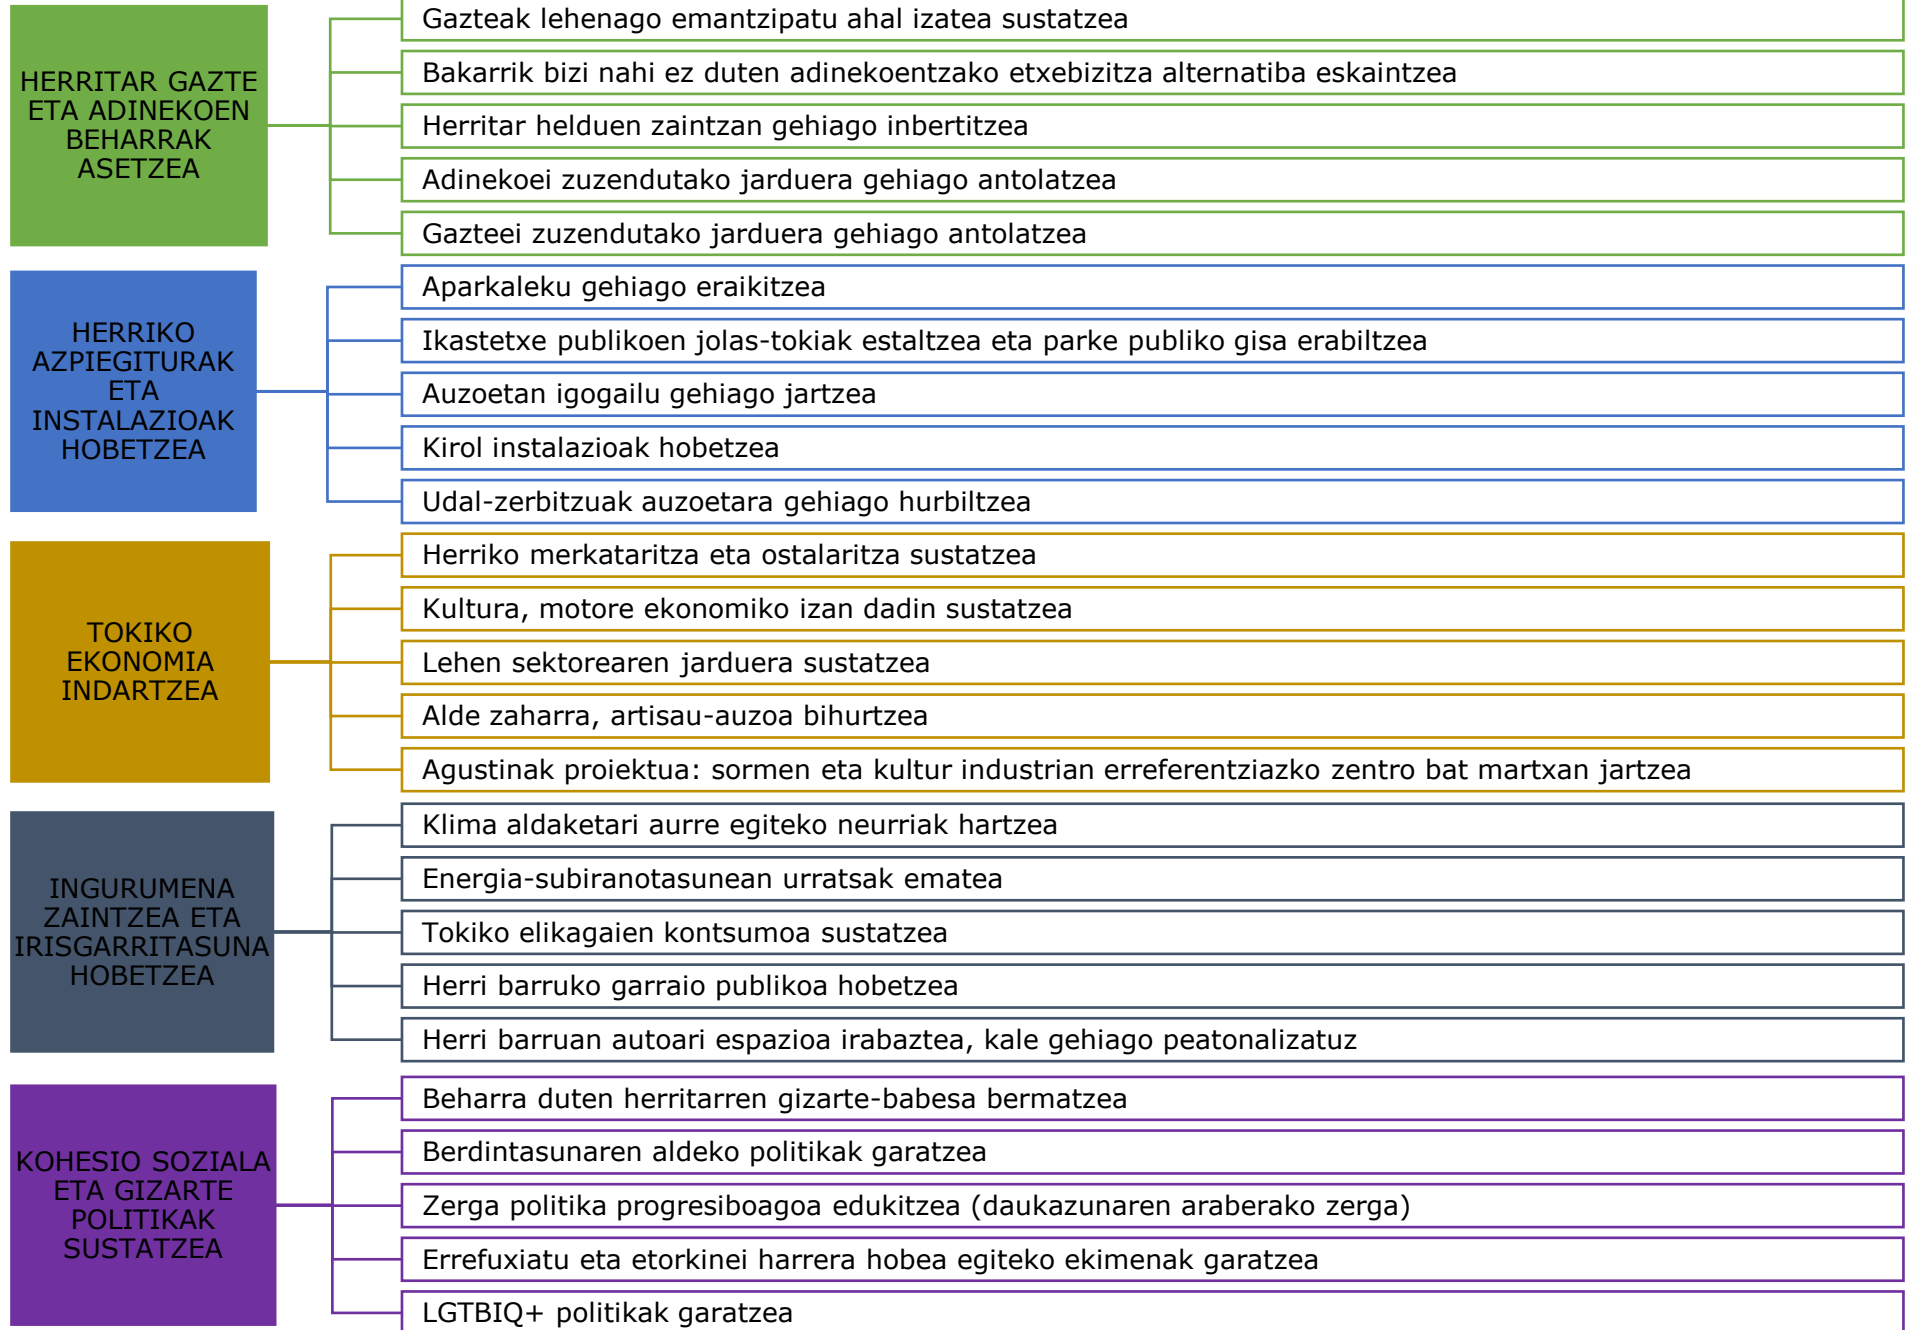 HERRITAR GAZTE
ETA ADINEKOEN
BEHARRAK
ASETZEA
Gazteak lehenago emantzipatu ahal izatea sustatzea
Bakarrik bizi nahi ez duten adinekoentzako etxebizitza alternatiba eskaintzea
Herritar helduen zaintzan gehiago inbertitzea
Adinekoei zuzendutako jarduera gehiago antolatzea
Gazteei zuzendutako jarduera gehiago antolatzea
HERRIKO
AZPIEGITURAK
ETA
INSTALAZIOAK
HOBETZEA
Aparkaleku gehiago eraikitzea
Ikastetxe publikoen jolas-tokiak estaltzea eta parke publiko gisa erabiltzea
Auzoetan igogailu gehiago jartzea
Kirol instalazioak hobetzea
Udal-zerbitzuak auzoetara gehiago hurbiltzea
TOKIKO
EKONOMIA
INDARTZEA
Herriko merkataritza eta ostalaritza sustatzea
Kultura, motore ekonomiko izan dadin sustatzea
Lehen sektorearen jarduera sustatzea
Alde zaharra, artisau-auzoa bihurtzea
Agustinak proiektua: sormen eta kultur industrian erreferentziazko zentro bat martxan jartzea
INGURUMENA
ZAINTZEA ETA
IRISGARRITASUNA
HOBETZEA
Klima aldaketari aurre egiteko neurriak hartzea
Energia-subiranotasunean urratsak ematea
Tokiko elikagaien kontsumoa sustatzea
Herri barruko garraio publikoa hobetzea
Herri barruan autoari espazioa irabaztea, kale gehiago peatonalizatuz
KOHESIO SOZIALA
ETA GIZARTE
POLITIKAK
SUSTATZEA
Beharra duten herritarren gizarte-babesa bermatzea
Berdintasunaren aldeko politikak garatzea
Zerga politika progresiboagoa edukitzea (daukazunaren araberako zerga)
Errefuxiatu eta etorkinei harrera hobea egiteko ekimenak garatzea
LGTBIQ+ politikak garatzea